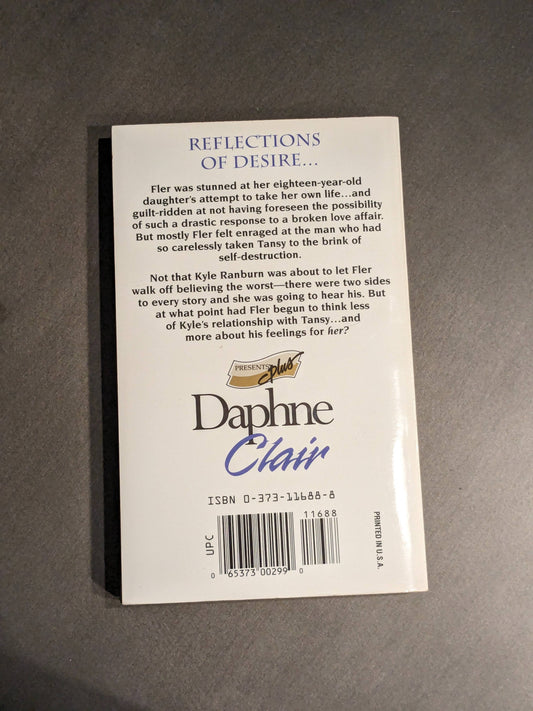 REFLECTIONS
OF DESIRE...
Fler was stunned at her eighteen-year-old
daughter's attempt to take her own life...and
guilt-ridden at not having foreseen the possibility
of such a drastic response to a broken love affair.
But mostly Fler felt enraged at the man who had
so carelessly taken Tansy to the brink of
self-destruction.
Not that Kyle Ranburn was about to let Fler
walk off believing the worst—there were two sides
to every story and she was going to hear his. But
at what point had Fler begun to think less
of Kyle's relationship with Tansy...and
more about his feelings for her?
PRESENTS plus
Daphne
Clair
ISBN 0-373-11688-8
11688
UPC
0 65373 00299 0
PRINTED IN U.S.A.